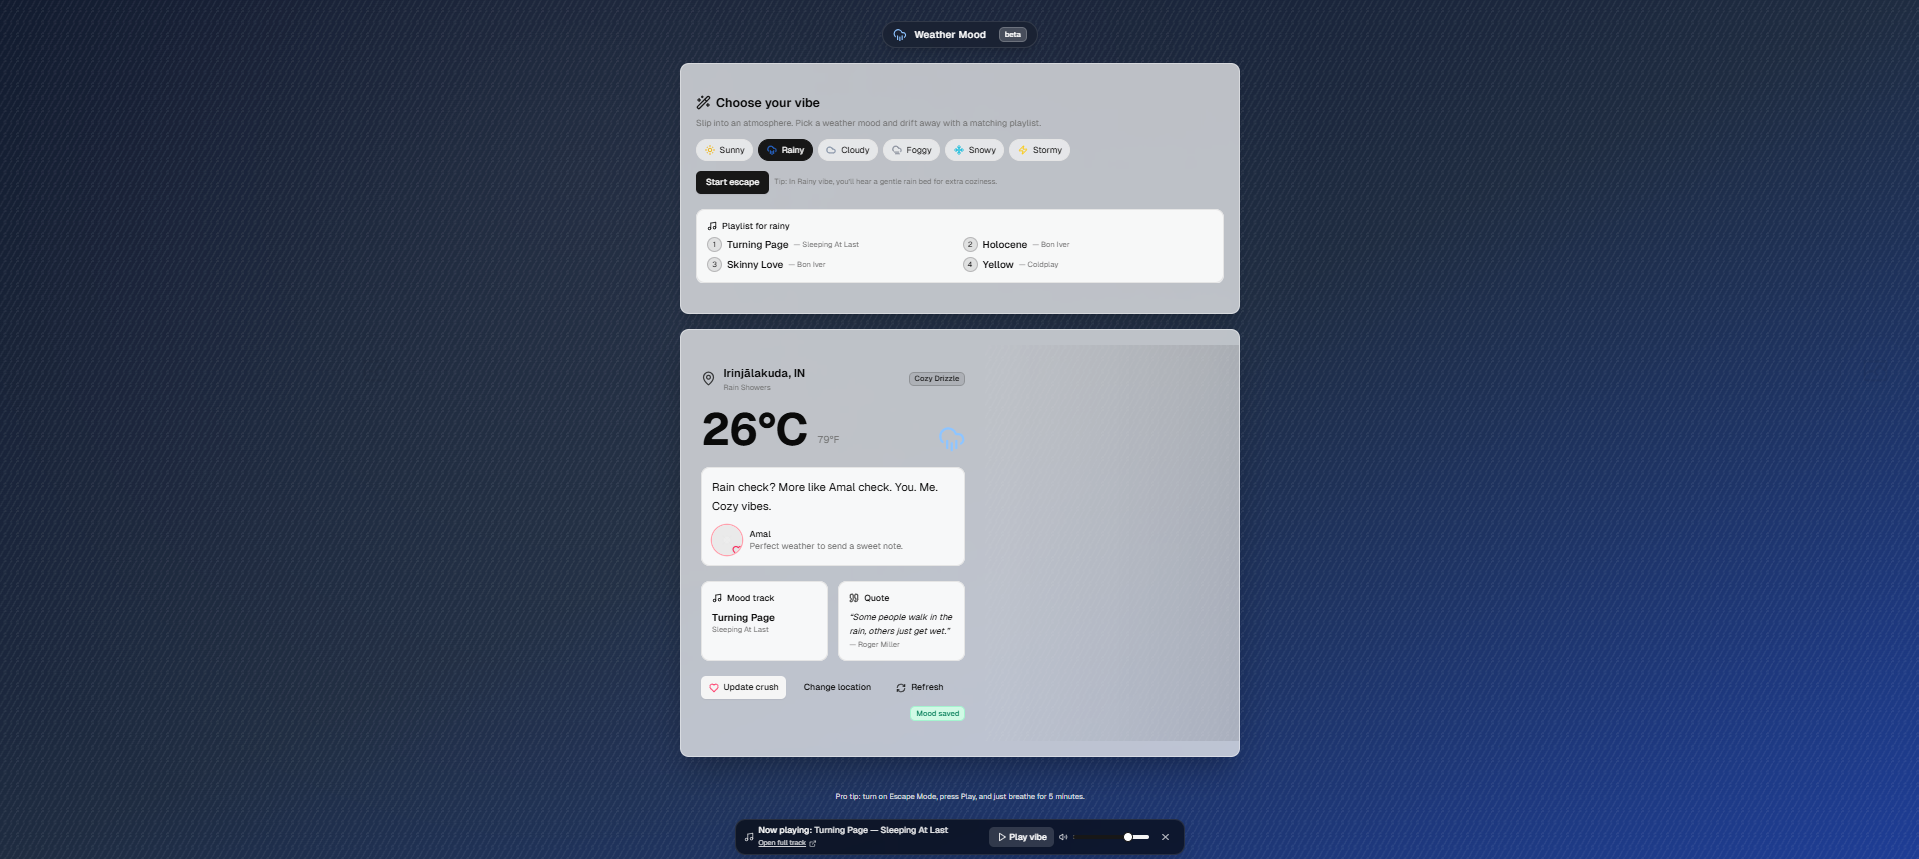 Weather Mood beta
Choose your vibe
Slip into an atmosphere. Pick a weather mood and drift away with a matching playlist.
Sunny Rainy Cloudy Foggy Snowy Stormy
Start escape Tip: In Rainy vibe, you'll hear a gentle rain bed for extra coziness.
Playlist for rainy
1 Turning Page — Sleeping At Last
2 Holocene — Bon Iver
3 Skinny Love — Bon Iver
4 Yellow — Coldplay
Irinjālakuda, IN
Rain Showers
Cozy Drizzle
26°C 79°F
Rain check? More like Amal check. You. Me.
Cozy vibes.
Amal
Perfect weather to send a sweet note.
Mood track
Turning Page
Sleeping At Last
Quote
“Some people walk in the
rain, others just get wet.”
— Roger Miller
Update crush Change location Refresh
Mood saved
Pro tip: turn on Escape Mode, press Play, and just breathe for 5 minutes.
Now playing: Turning Page — Sleeping At Last
Open full track
Play vibe